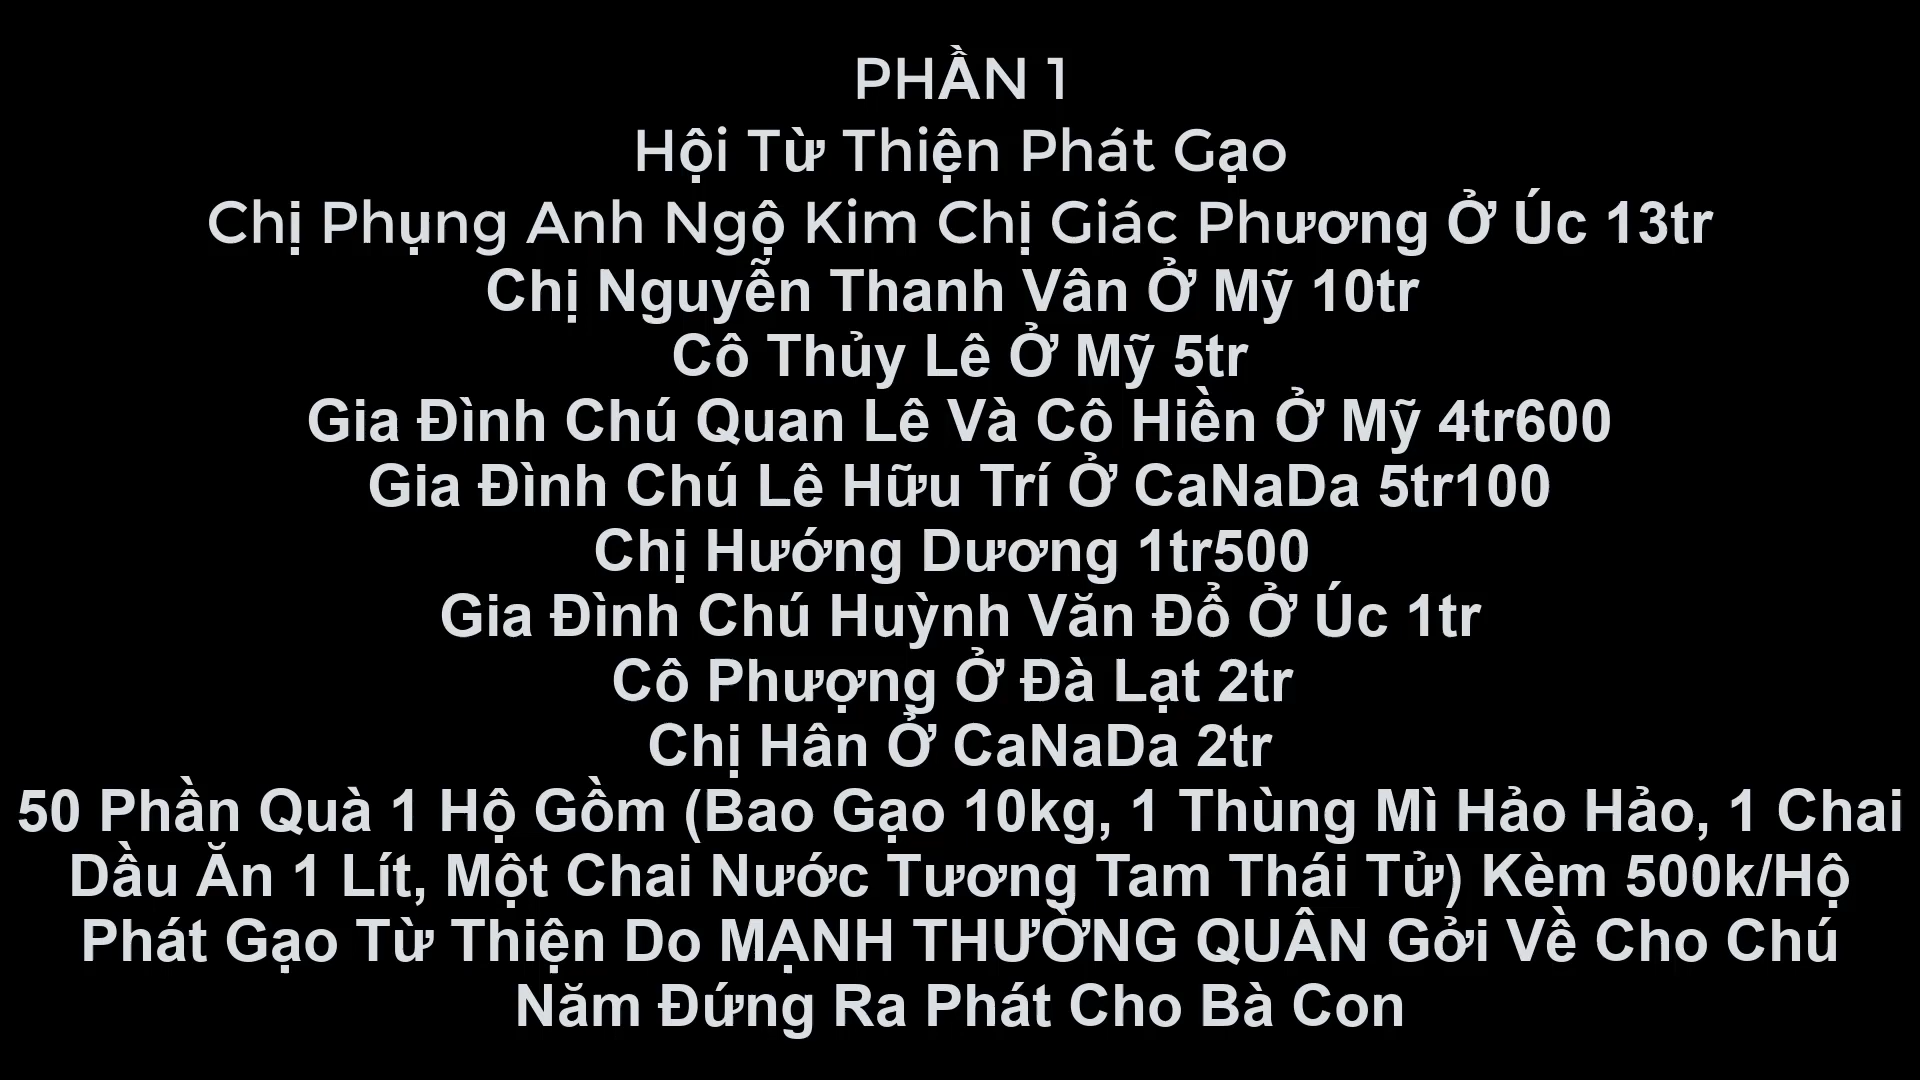 PHẦN 1
Hội Từ Thiện Phát Gạo
Chị Phụng Anh Ngộ Kim Chị Giác Phương Ở Úc 13tr
Chị Nguyễn Thanh Vân Ở Mỹ 10tr
Cô Thủy Lê Ở Mỹ 5tr
Gia Đình Chú Quan Lê Và Cô Hiền Ở Mỹ 4tr600
Gia Đình Chú Lê Hữu Trí Ở CaNaDa 5tr100
Chị Hướng Dương 1tr500
Gia Đình Chú Huỳnh Văn Đổ Ở Úc 1tr
Cô Phượng Ở Đà Lạt 2tr
Chị Hân Ở CaNaDa 2tr
50 Phần Quà 1 Hộ Gồm (Bao Gạo 10kg, 1 Thùng Mì Hảo Hảo, 1 Chai
Dầu Ăn 1 Lít, Một Chai Nước Tương Tam Thái Tử) Kèm 500k/Hộ
Phát Gạo Từ Thiện Do MẠNH THƯỜNG QUÂN Gởi Về Cho Chú
Năm Đứng Ra Phát Cho Bà Con